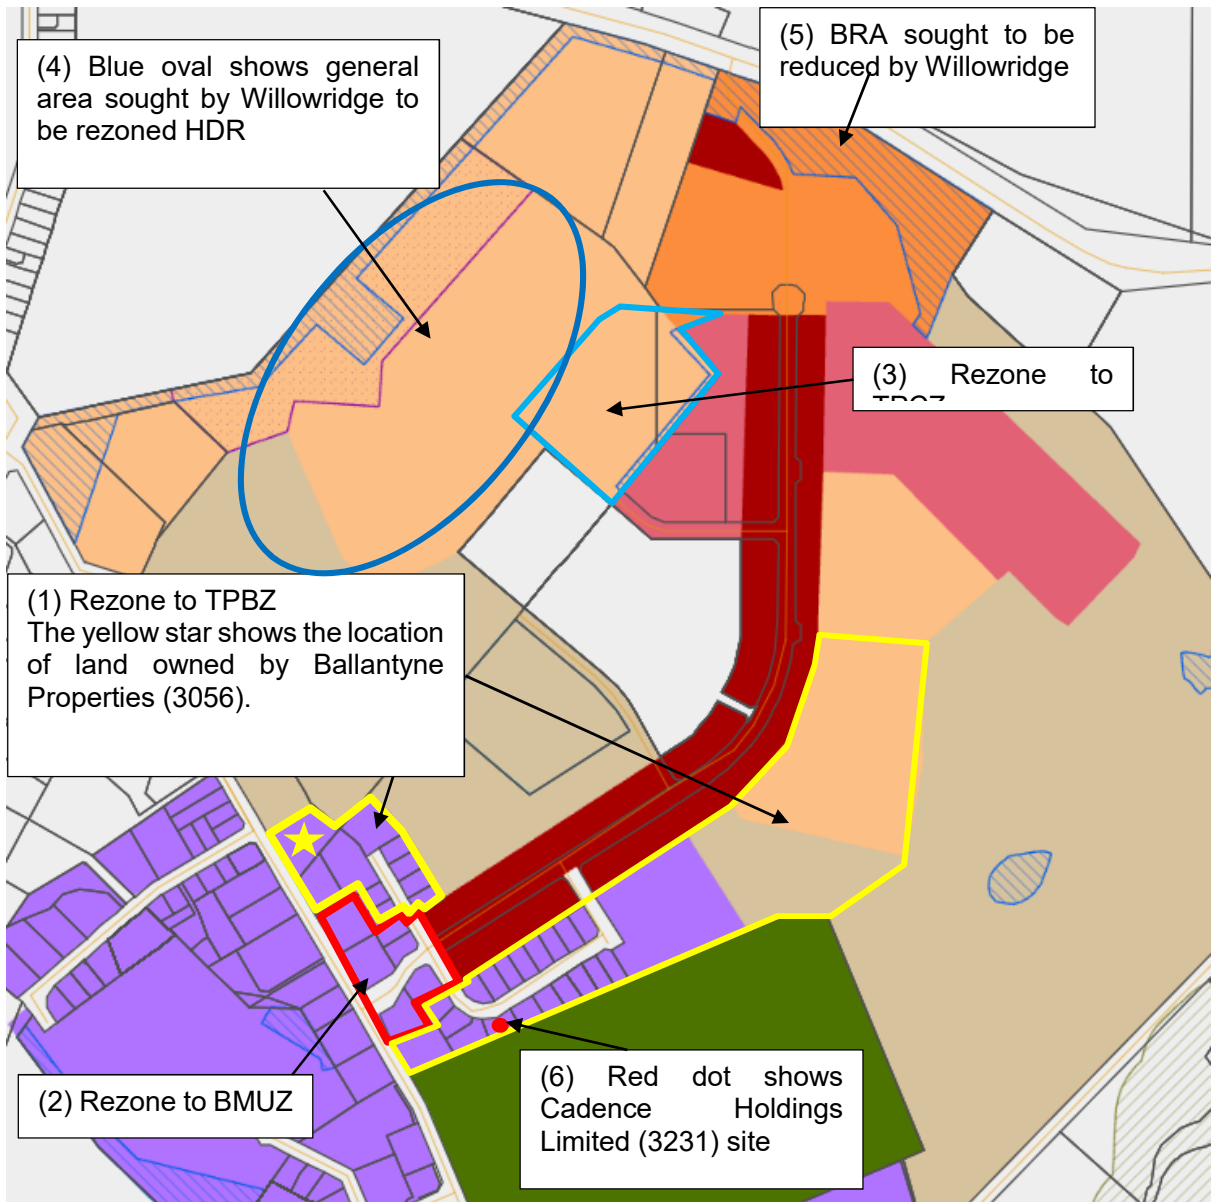 (4) Blue oval shows general
area sought by Willowridge to
be rezoned HDR
(5) BRA sought to be
reduced by Willowridge
(3) Rezone to
(1) Rezone to TPBZ
The yellow star shows the location
of land owned by Ballantyne
Properties (3056).
(2) Rezone to BMUZ
(6) Red dot shows
Cadence Holdings
Limited (3231) site